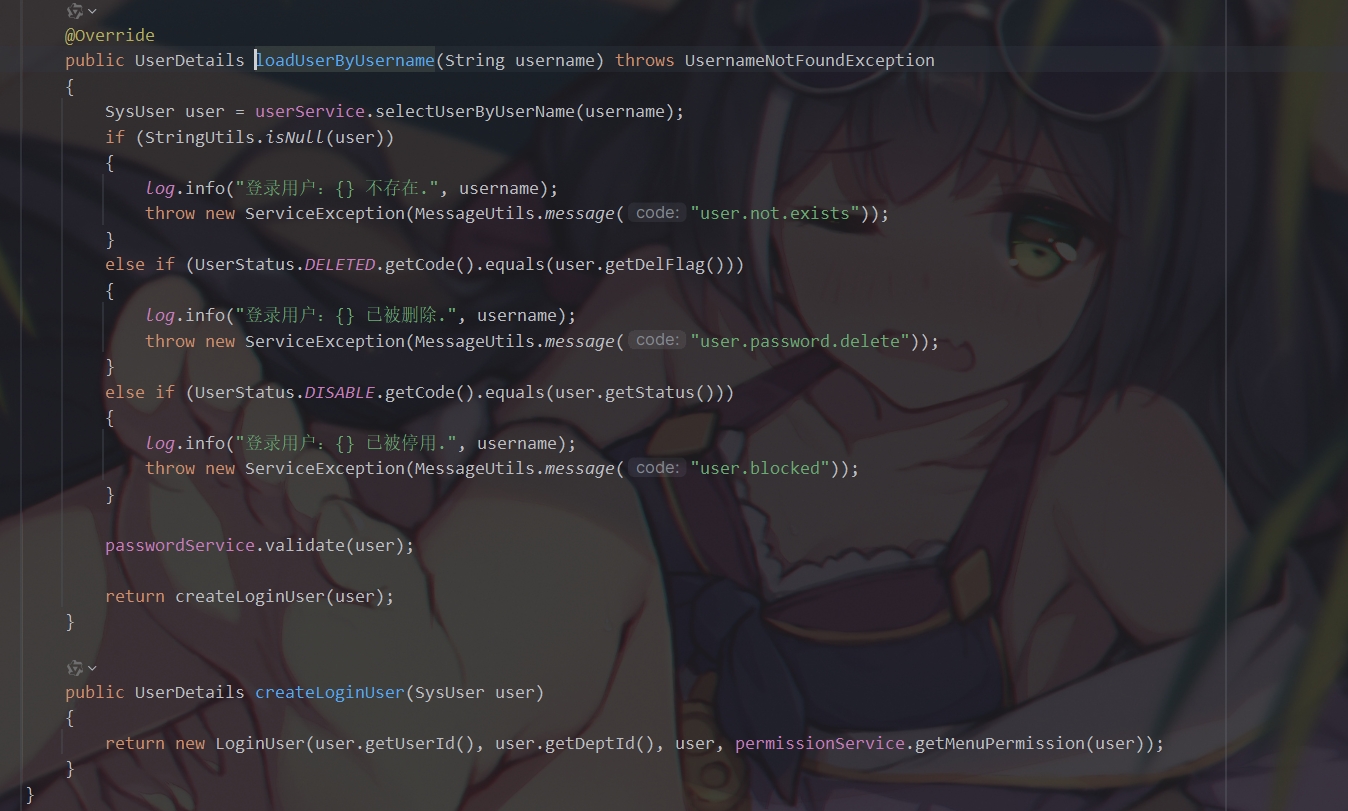 @Override
public UserDetails loadUserByUsername(String username) throws UsernameNotFoundException
{
SysUser user = userService.selectUserByUserName(username);
if (StringUtils.isNull(user))
{
log.info("登录用户：{} 不存在.", username);
throw new ServiceException(MessageUtils.message( code: "user.not.exists"));
}
else if (UserStatus.DELETED.getCode().equals(user.getDelFlag()))
{
log.info("登录用户：{} 已被删除.", username);
throw new ServiceException(MessageUtils.message( code: "user.password.delete"));
}
else if (UserStatus.DISABLE.getCode().equals(user.getStatus()))
{
log.info("登录用户：{} 已被停用.", username);
throw new ServiceException(MessageUtils.message( code: "user.blocked"));
}
passwordService.validate(user);
return createLoginUser(user);
}
public UserDetails createLoginUser(SysUser user)
{
return new LoginUser(user.getUserId(), user.getDeptId(), user, permissionService.getMenuPermission(user));
}
}